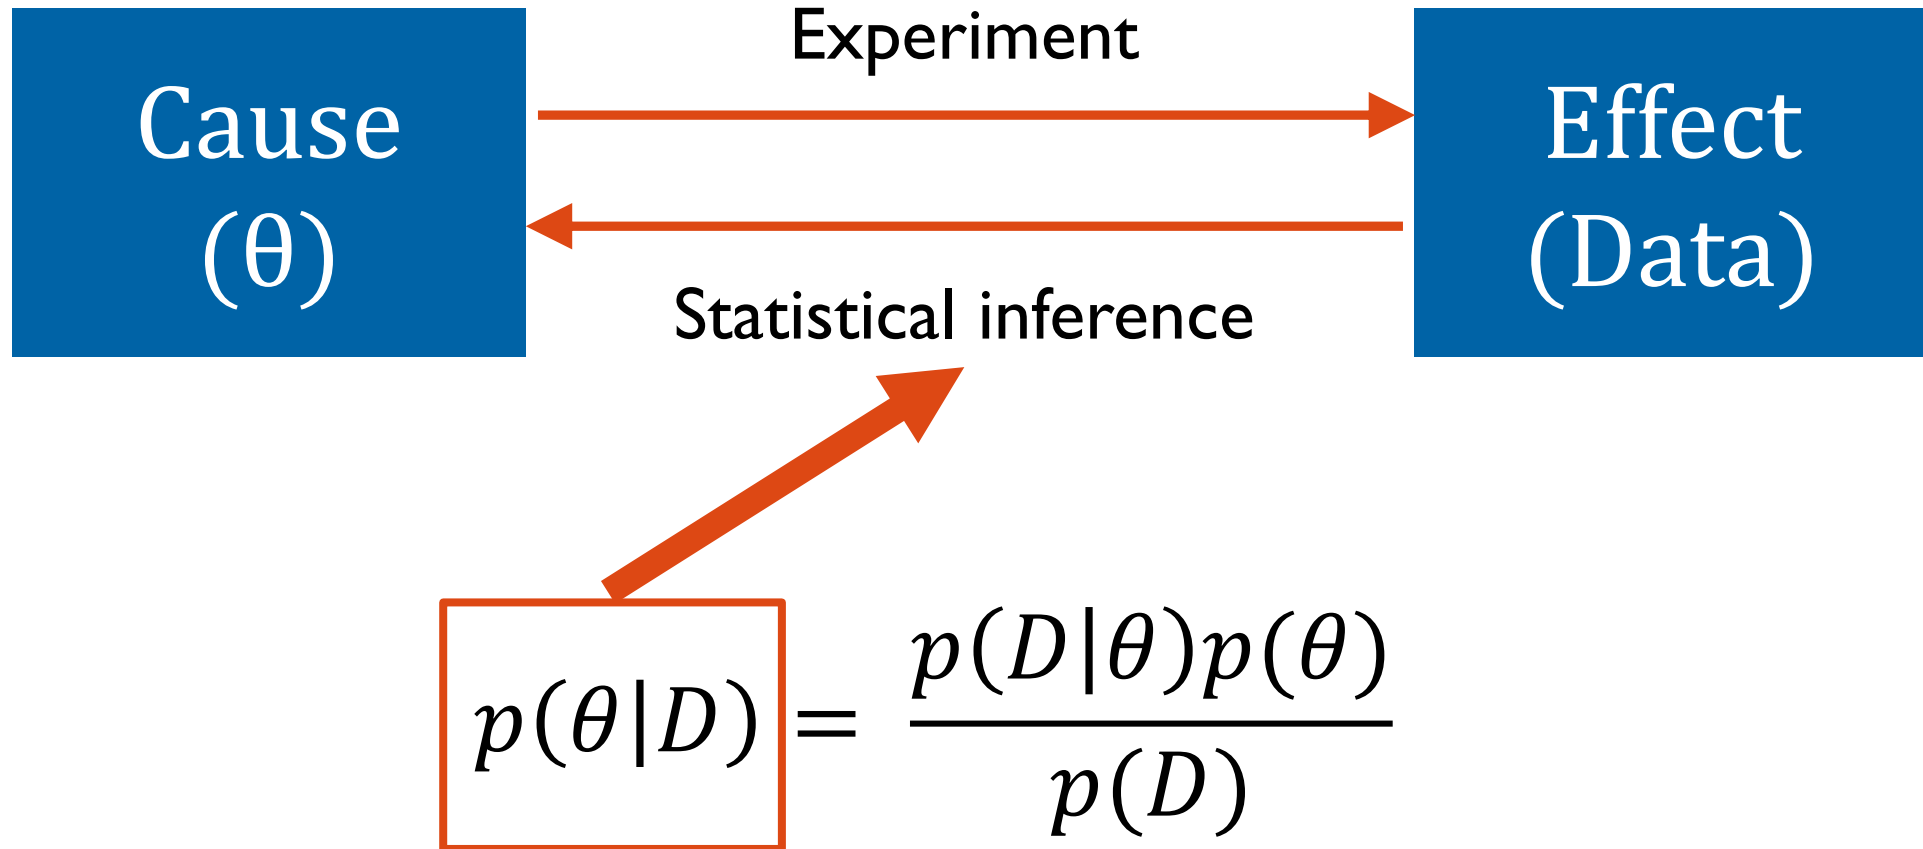 Cause
(θ)
Experiment
Statistical inference
Effect
(Data)
p(θ|D) = p(D|θ)p(θ)
p(D)